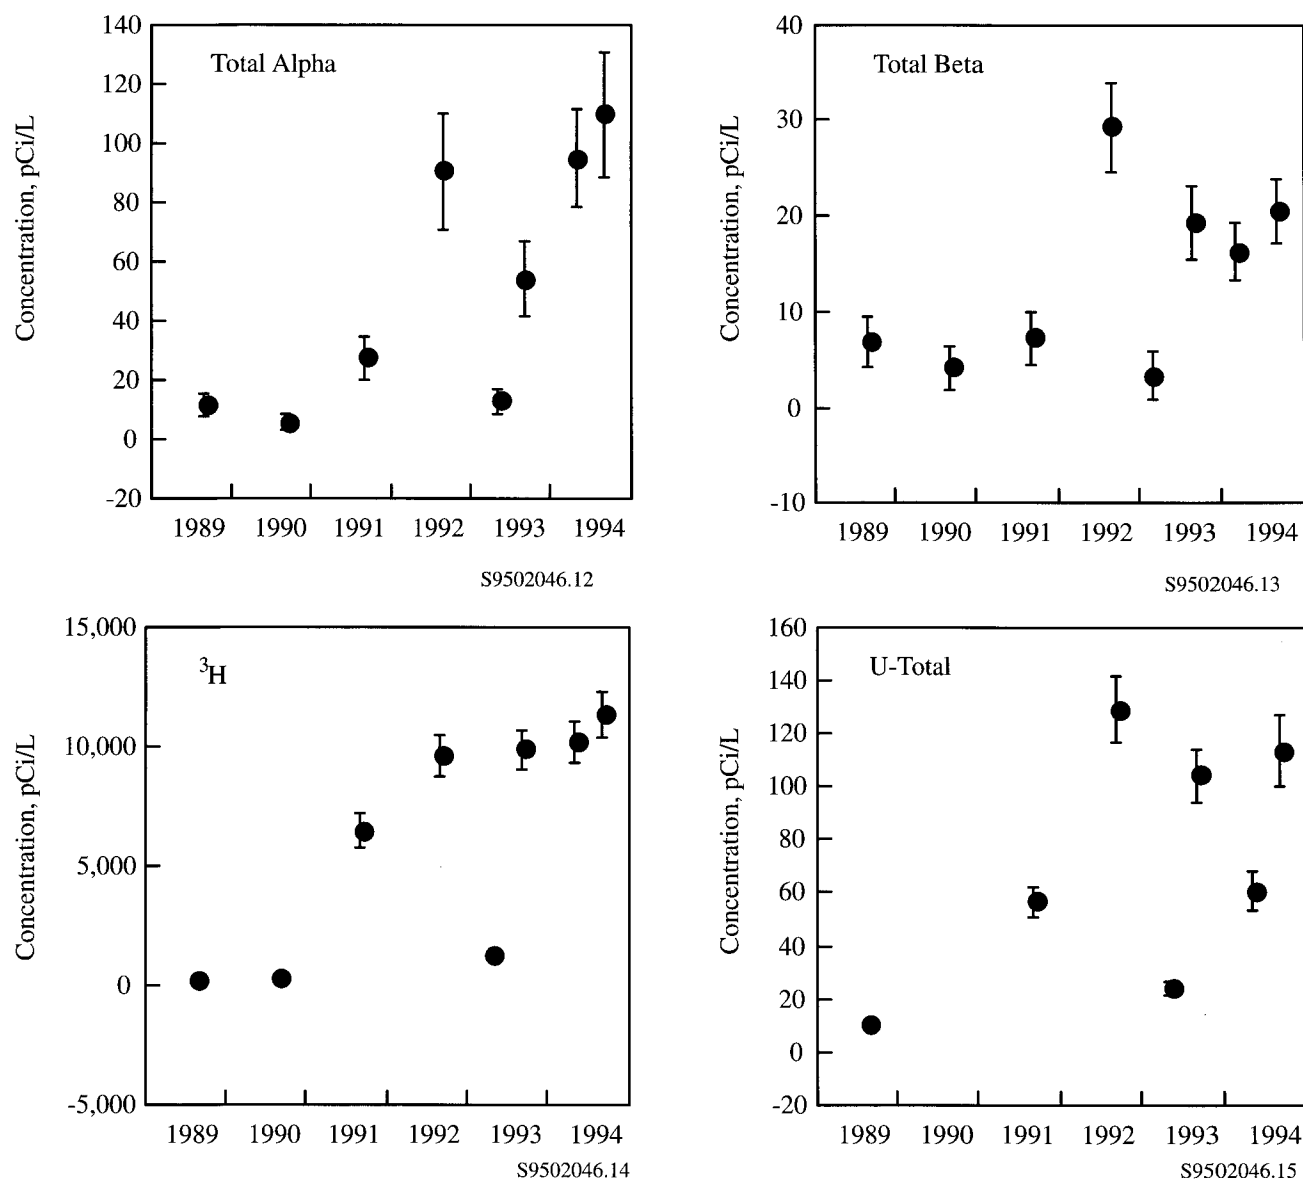 Total Alpha
Concentration, pCi/L
140
120
100
80
60
40
20
0
-20
1989 1990 1991 1992 1993 1994
S9502046.12
Total Beta
Concentration, pCi/L
40
30
20
10
0
-10
1989 1990 1991 1992 1993 1994
S9502046.13
³H
Concentration, pCi/L
15,000
10,000
5,000
0
-5,000
1989 1990 1991 1992 1993 1994
S9502046.14
U-Total
Concentration, pCi/L
160
140
120
100
80
60
40
20
0
-20
1989 1990 1991 1992 1993 1994
S9502046.15